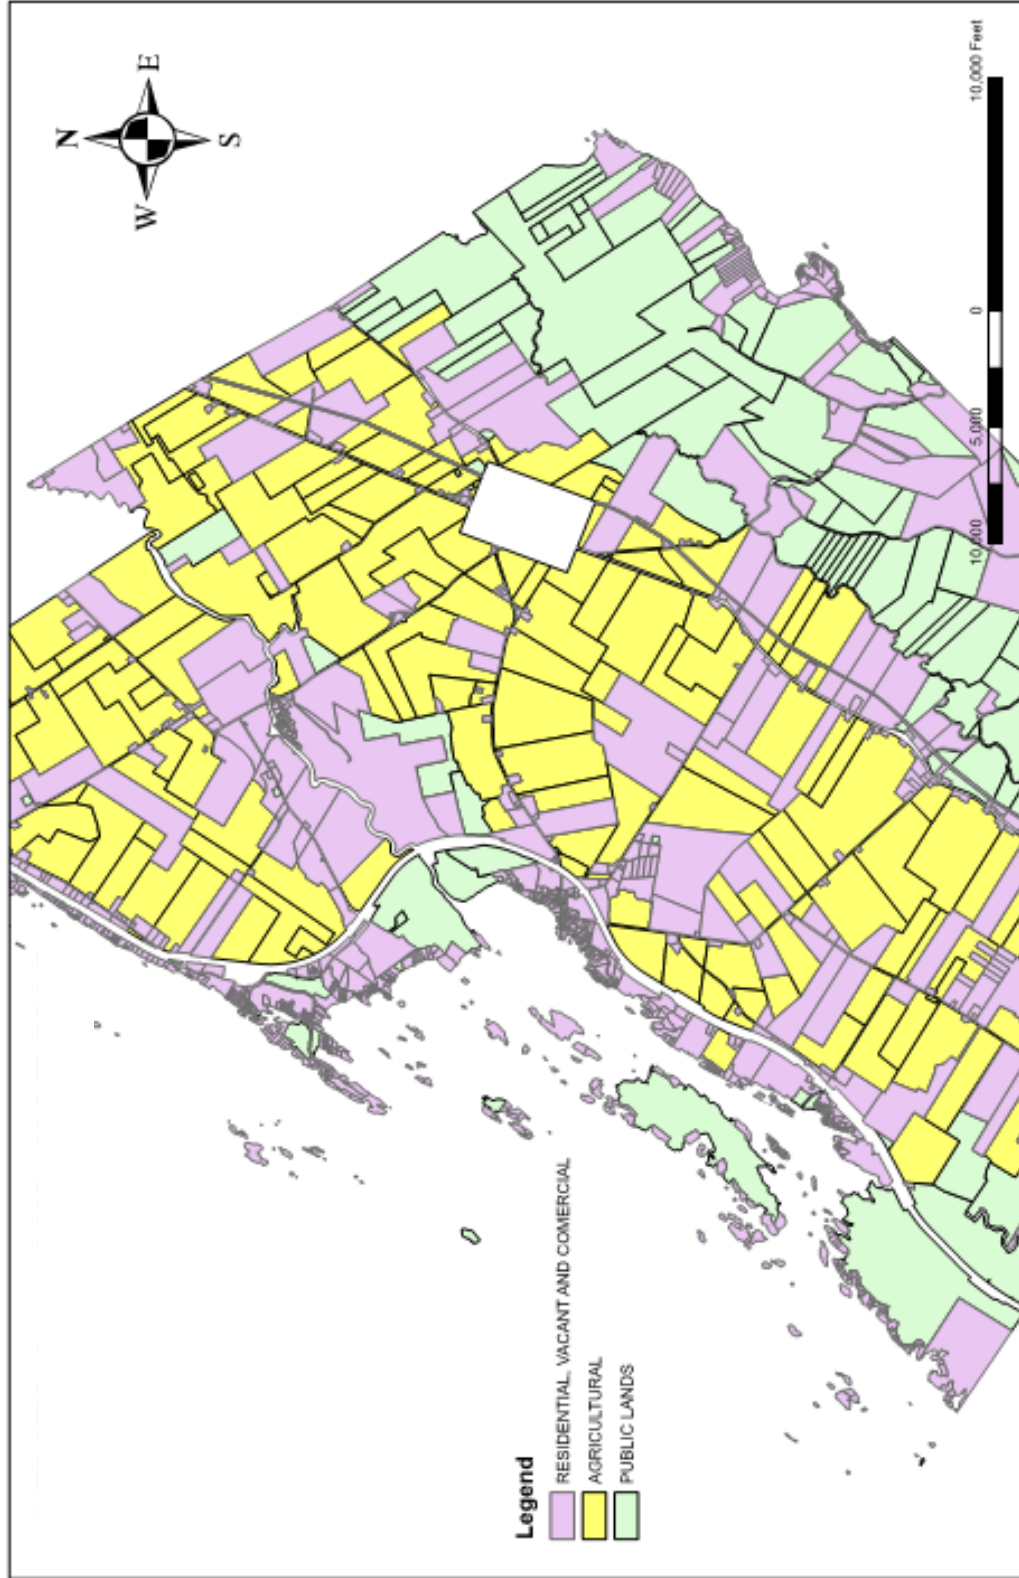 N
W
E
S
Legend
RESIDENTIAL, VACANT AND COMERCIAL
AGRICULTURAL
PUBLIC LANDS
10,000
5,000
0
10,000 Feet